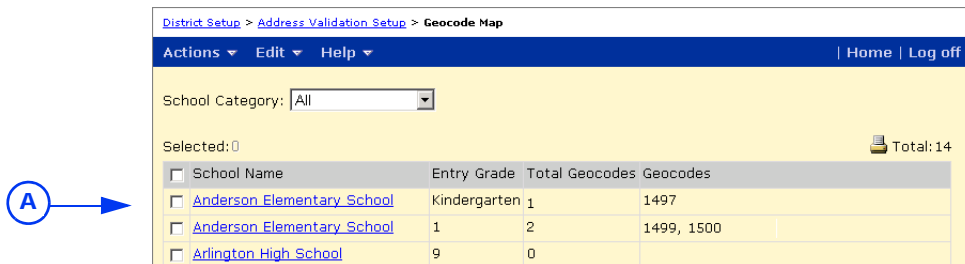 District Setup > Address Validation Setup > Geocode Map
Actions Edit Help | Home | Log off
School Category: All
Selected: 0 Total: 14
School Name Entry Grade Total Geocodes Geocodes
A Anderson Elementary School Kindergarten 1 1497
Anderson Elementary School 1 2 1499, 1500
Arlington High School 9 0